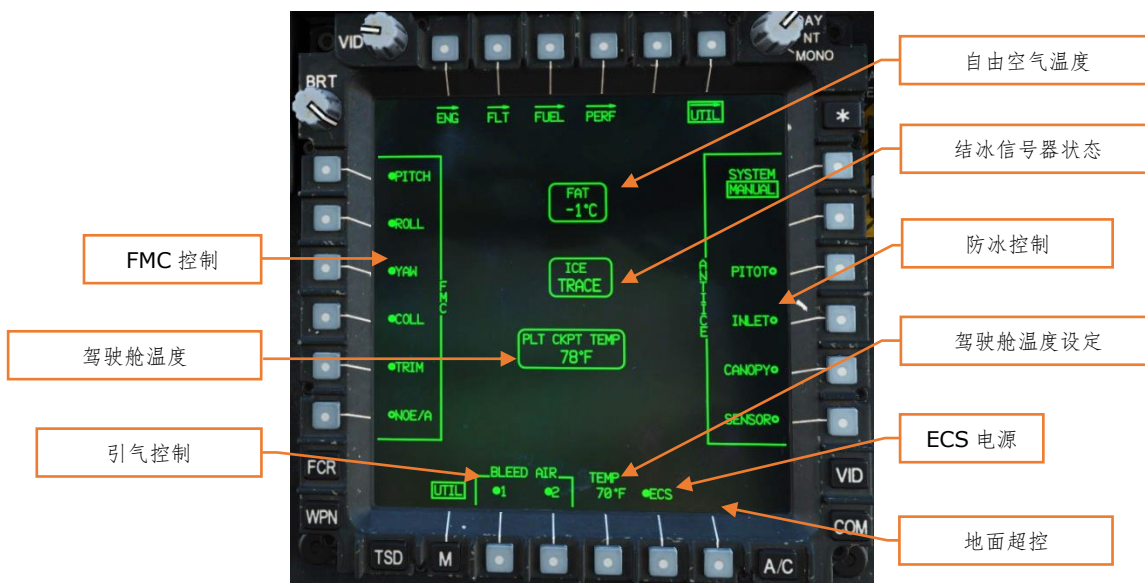 VID
DAY
NT
MONO
BRT
ENG FLT FUEL PERF UTIL
*
自由空气温度
结冰信号器状态
防冰控制
驾驶舱温度设定
ECS 电源
地面超控
FMC 控制
驾驶舱温度
引气控制
PITCH
ROLL
YAW
COLL
TRIM
NOE/A
FMC
FAT
-1°C
ICE
TRACE
PLT CKPT TEMP
78°F
SYSTEM
MANUAL
ANTI ICE
PITOT
INLET
CANOPY
SENSOR
BLEED AIR
1 2
TEMP
70°F
ECS
UTIL
FCR
WPN
TSD
M
A/C
VID
COM